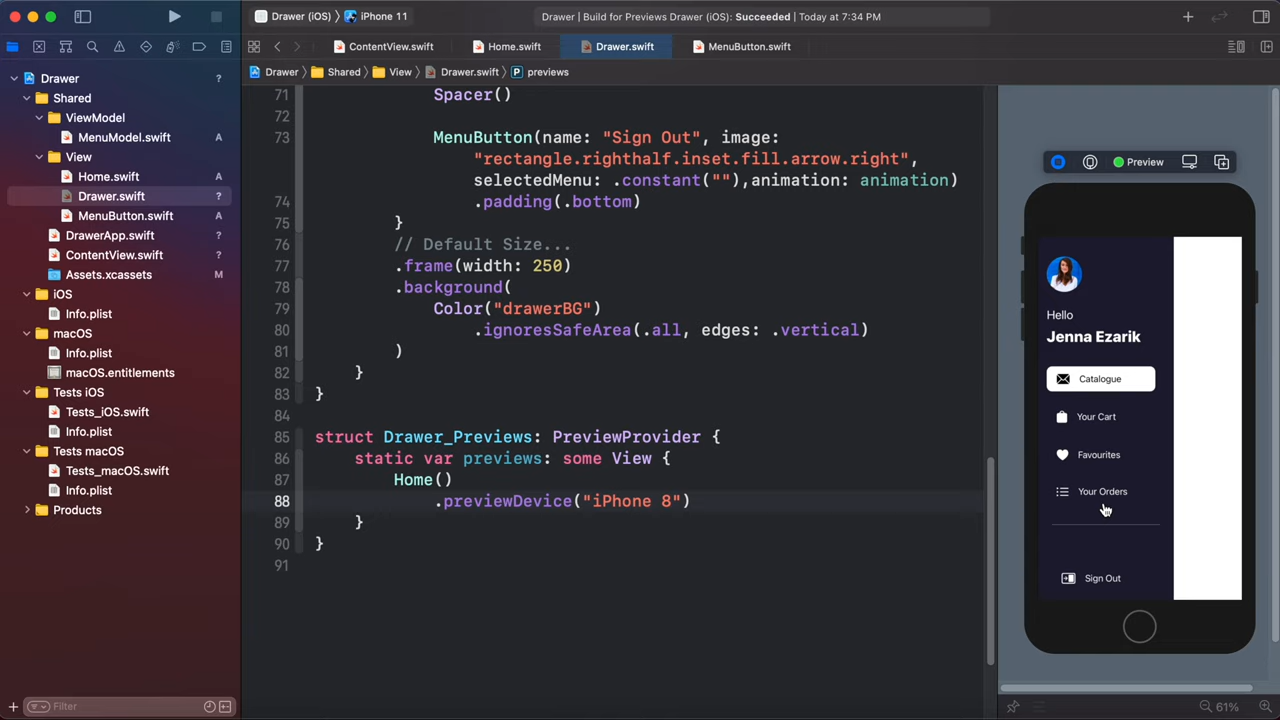 Drawer (iOS) 〉 iPhone 11
Drawer | Build for Previews Drawer (iOS): Succeeded | Today at 7:34 PM
ContentView.swift
Home.swift
Drawer.swift
MenuButton.swift
Drawer 〉 Shared 〉 View 〉 Drawer.swift 〉 P previews
Drawer ?
Shared
ViewModel
MenuModel.swift A
View
Home.swift A
Drawer.swift ?
MenuButton.swift A
DrawerApp.swift ?
ContentView.swift ?
Assets.xcassets M
iOS
Info.plist
macOS
Info.plist
macOS.entitlements
Tests iOS
Tests_iOS.swift
Info.plist
Tests macOS
Tests_macOS.swift
Info.plist
Products
Filter
71 Spacer()
72
73 MenuButton(name: "Sign Out", image:
"rectangle.righthalf.inset.fill.arrow.right",
selectedMenu: .constant(""),animation: animation)
74 .padding(.bottom)
75 }
76 // Default Size...
77 .frame(width: 250)
78 .background(
79 Color("drawerBG")
80 .ignoresSafeArea(.all, edges: .vertical)
81 )
82 }
83 }
84
85 struct Drawer_Previews: PreviewProvider {
86 static var previews: some View {
87 Home()
88 .previewDevice("iPhone 8")
89 }
90 }
91
Preview
Hello
Jenna Ezarik
Catalogue
Your Cart
Favourites
Your Orders
Sign Out
61%